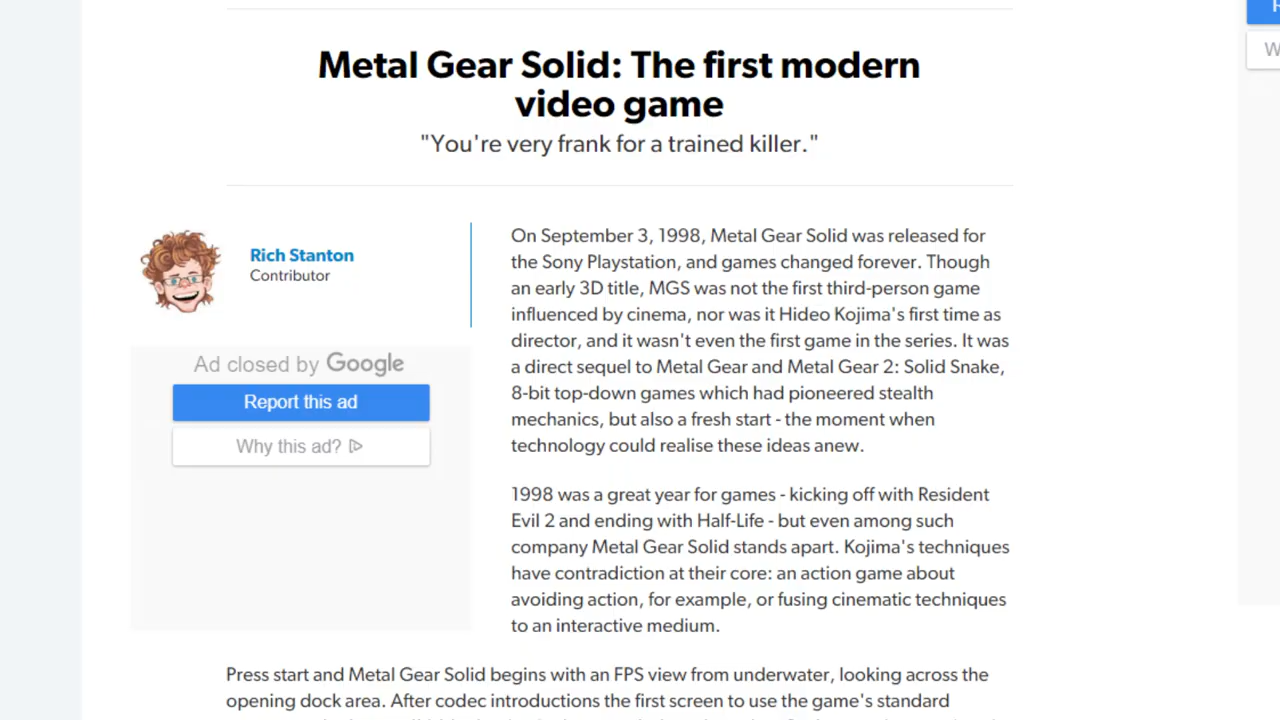 Metal Gear Solid: The first modern
video game
"You're very frank for a trained killer."
Rich Stanton
Contributor
Ad closed by Google
Report this ad
Why this ad?
On September 3, 1998, Metal Gear Solid was released for
the Sony Playstation, and games changed forever. Though
an early 3D title, MGS was not the first third-person game
influenced by cinema, nor was it Hideo Kojima's first time as
director, and it wasn't even the first game in the series. It was
a direct sequel to Metal Gear and Metal Gear 2: Solid Snake,
8-bit top-down games which had pioneered stealth
mechanics, but also a fresh start - the moment when
technology could realise these ideas anew.
1998 was a great year for games - kicking off with Resident
Evil 2 and ending with Half-Life - but even among such
company Metal Gear Solid stands apart. Kojima's techniques
have contradiction at their core: an action game about
avoiding action, for example, or fusing cinematic techniques
to an interactive medium.
Press start and Metal Gear Solid begins with an FPS view from underwater, looking across the
opening dock area. After codec introductions the first screen to use the game's standard